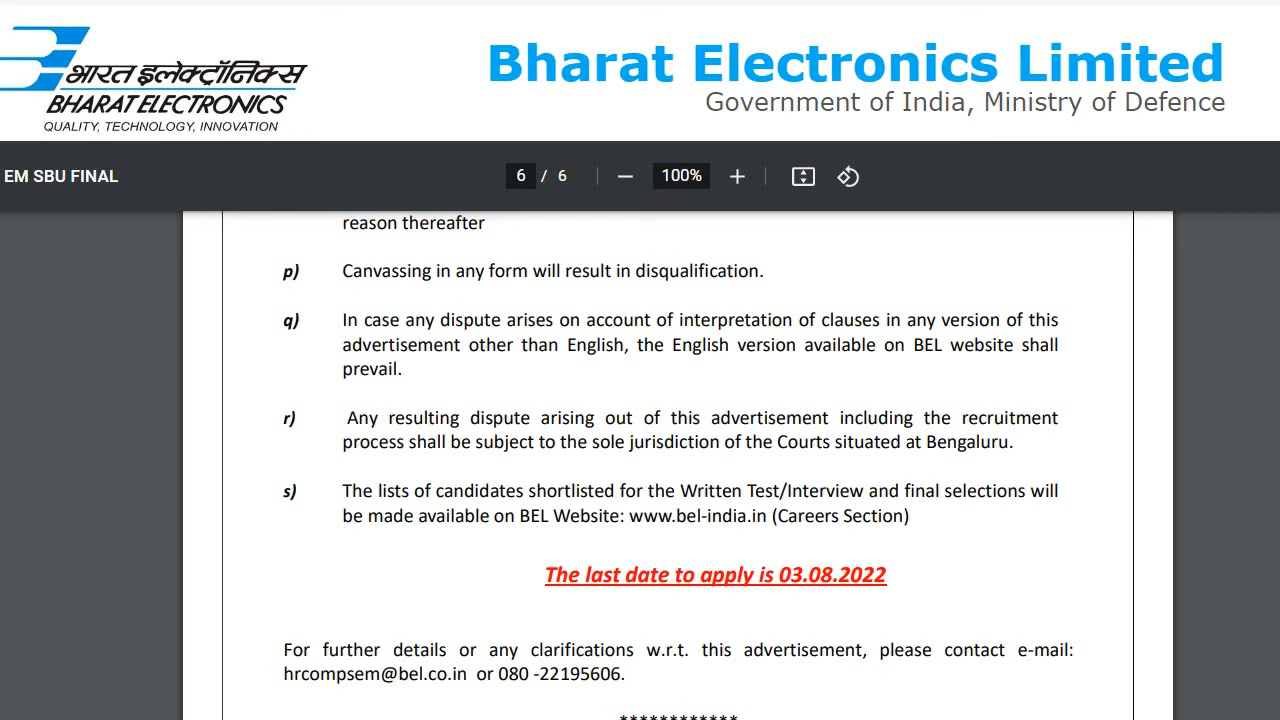 भारत इलेक्ट्रॉनिक्स
BHARAT ELECTRONICS
QUALITY, TECHNOLOGY, INNOVATION
Bharat Electronics Limited
Government of India, Ministry of Defence
EM SBU FINAL
6 / 6
100%
reason thereafter
p) Canvassing in any form will result in disqualification.
q) In case any dispute arises on account of interpretation of clauses in any version of this
advertisement other than English, the English version available on BEL website shall
prevail.
r) Any resulting dispute arising out of this advertisement including the recruitment
process shall be subject to the sole jurisdiction of the Courts situated at Bengaluru.
s) The lists of candidates shortlisted for the Written Test/Interview and final selections will
be made available on BEL Website: www.bel-india.in (Careers Section)
The last date to apply is 03.08.2022
For further details or any clarifications w.r.t. this advertisement, please contact e-mail:
hrcompsem@bel.co.in or 080 -22195606.
************